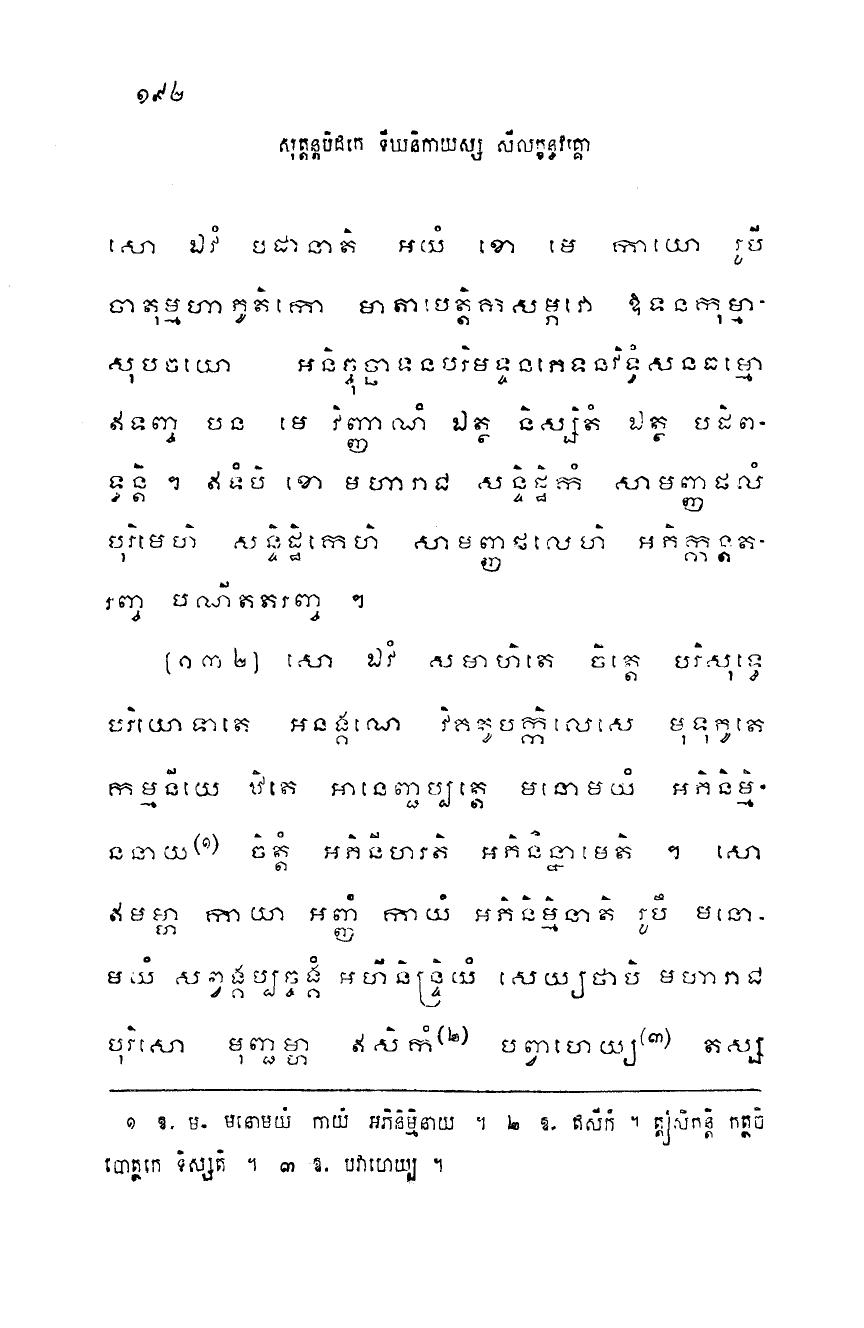 ១៩២
សុត្តន្តបិដកេ ទីឃនិកាយស្ស សីលក្ខន្ធវគ្គោ
សោ ឯវំ បជានាតិ អយំ ខោ មេ កាយោ រូបី
ចាតុម្មហាភូតិកោ មាតាបេត្តិកសម្ភវោ ឱទនកុម្មា-
សុបចយោ អនិច្ចុច្ឆាទនបរិមទ្ទនភេទនវិទ្ធំសនធម្មោ
ឥទញ្ច បន មេ វិញ្ញាណំ ឯត្ថ និស្សិតំ ឯត្ថ បដិព-
ទ្ធន្តិ ។ ឥទំបិ ខោ មហារាជ សន្ទិដ្ឋិកំ សាមញ្ញផលំ
បុរិមេហិ សន្ទិដ្ឋិកេហិ សាមញ្ញផលេហិ អភិក្កន្តត-
រញ្ច បណីតតរញ្ច ។
[១៣២] សោ ឯវំ សមាហិតេ ចិត្តេ បរិសុទ្ធេ
បរិយោទាតេ អនង្គណេ វិគតូបក្កិលេសេ មុទុភូតេ
កម្មនីយេ ឋិតេ អានេញ្ជប្បត្តេ មនោមយំ អភិនិម្មិ-
ននាយ(១) ចិត្តំ អភិនីហរតិ អភិនិន្នាមេតិ ។ សោ
ឥមម្ហា កាយា អញ្ញំ កាយំ អភិនិម្មិនាតិ រូបឹ មនោ-
មយំ សព្វង្គប្បច្ចង្គំ អហីនិន្ទ្រិយំ សេយ្យថាបិ មហារាជ
បុរិសោ មុញ្ជម្ហា ឥសិកំ(២) បព្វាហេយ្យ(៣) តស្ស
១ ឱ. ម. មនោមយំ កាយំ អភិនិម្មិនាយ ។ ២ ឱ. ឥសីកំ ។ ឥសិកន្តិ កត្ថចិ
បោត្ថកេ ទិស្សតិ ។ ៣ ឱ. បវាហេយ្យ ។